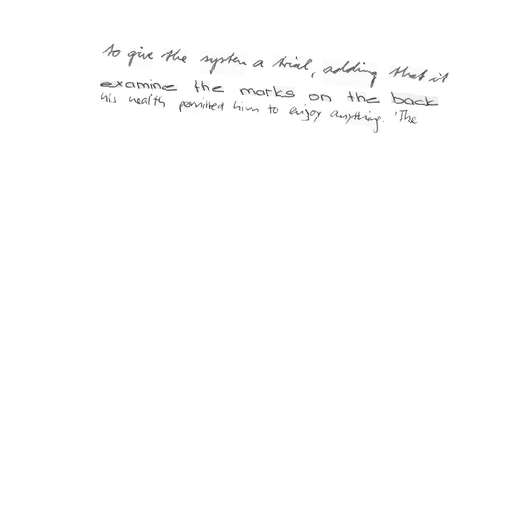 to give the system a trial, adding that it
examine the marks on the back
his health permitted him to enjoy anything. 'The